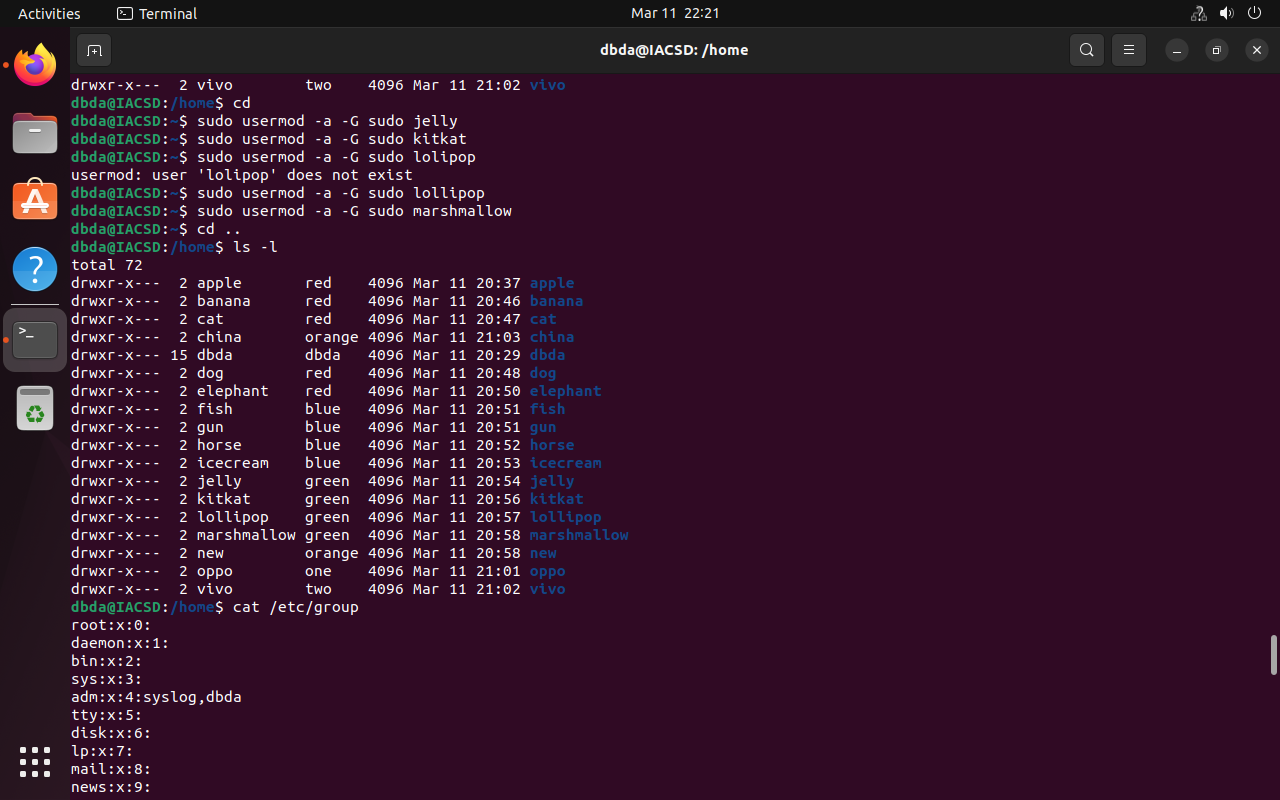 Activities
Terminal
Mar 11  22:21
dbda@IACSD: /home
drwxr-x---  2 vivo        two    4096 Mar 11 21:02 vivo
dbda@IACSD:/home$ cd
dbda@IACSD:~$ sudo usermod -a -G sudo jelly
dbda@IACSD:~$ sudo usermod -a -G sudo kitkat
dbda@IACSD:~$ sudo usermod -a -G sudo lolipop
usermod: user 'lolipop' does not exist
dbda@IACSD:~$ sudo usermod -a -G sudo lollipop
dbda@IACSD:~$ sudo usermod -a -G sudo marshmallow
dbda@IACSD:~$ cd ..
dbda@IACSD:/home$ ls -l
total 72
drwxr-x---  2 apple       red    4096 Mar 11 20:37 apple
drwxr-x---  2 banana      red    4096 Mar 11 20:46 banana
drwxr-x---  2 cat         red    4096 Mar 11 20:47 cat
drwxr-x---  2 china       orange 4096 Mar 11 21:03 china
drwxr-x--- 15 dbda        dbda   4096 Mar 11 20:29 dbda
drwxr-x---  2 dog         red    4096 Mar 11 20:48 dog
drwxr-x---  2 elephant    red    4096 Mar 11 20:50 elephant
drwxr-x---  2 fish        blue   4096 Mar 11 20:51 fish
drwxr-x---  2 gun         blue   4096 Mar 11 20:51 gun
drwxr-x---  2 horse       blue   4096 Mar 11 20:52 horse
drwxr-x---  2 icecream    blue   4096 Mar 11 20:53 icecream
drwxr-x---  2 jelly       green  4096 Mar 11 20:54 jelly
drwxr-x---  2 kitkat      green  4096 Mar 11 20:56 kitkat
drwxr-x---  2 lollipop    green  4096 Mar 11 20:57 lollipop
drwxr-x---  2 marshmallow green  4096 Mar 11 20:58 marshmallow
drwxr-x---  2 new         orange 4096 Mar 11 20:58 new
drwxr-x---  2 oppo        one    4096 Mar 11 21:01 oppo
drwxr-x---  2 vivo        two    4096 Mar 11 21:02 vivo
dbda@IACSD:/home$ cat /etc/group
root:x:0:
daemon:x:1:
bin:x:2:
sys:x:3:
adm:x:4:syslog,dbda
tty:x:5:
disk:x:6:
lp:x:7:
mail:x:8:
news:x:9: